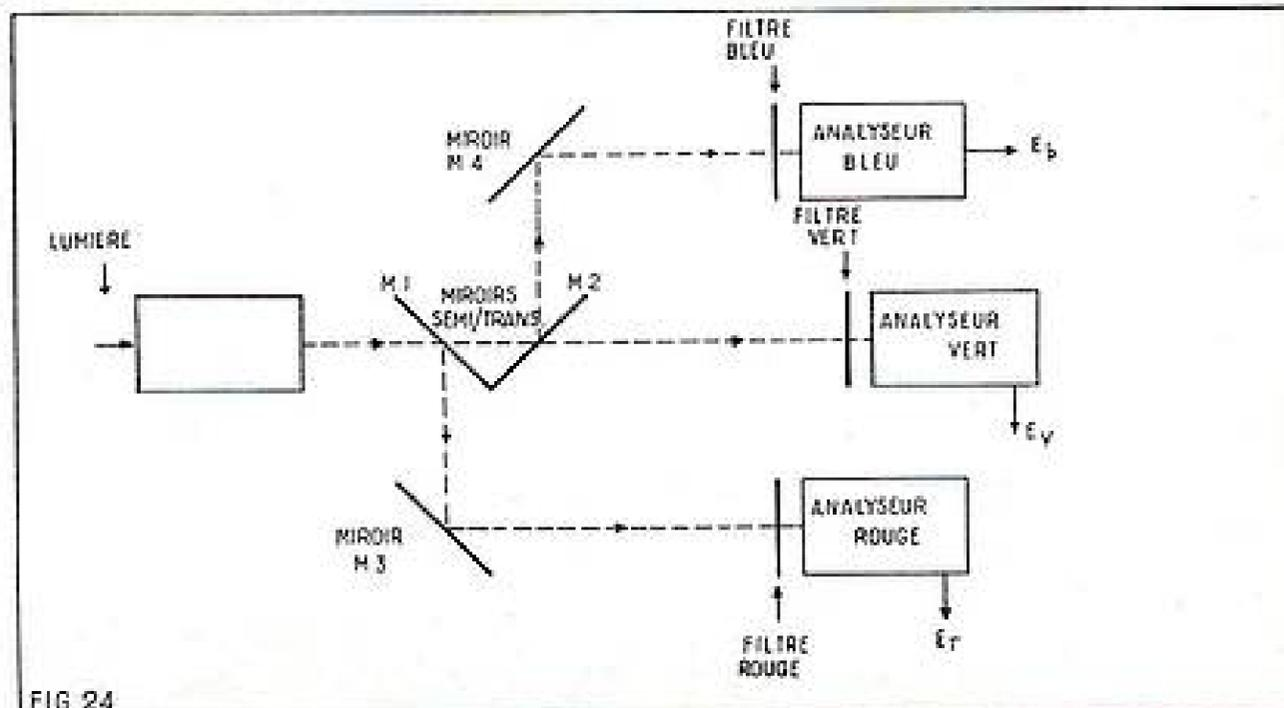 FILTRE
BLEU
MIROIR
M 4
ANALYSEUR
BLEU
Eb
FILTRE
VERT
LUMIERE
M 1
MIROIRS
SEMI/TRANS
M 2
ANALYSEUR
VERT
Ev
MIROIR
M 3
ANALYSEUR
ROUGE
Er
FILTRE
ROUGE
FIG 24